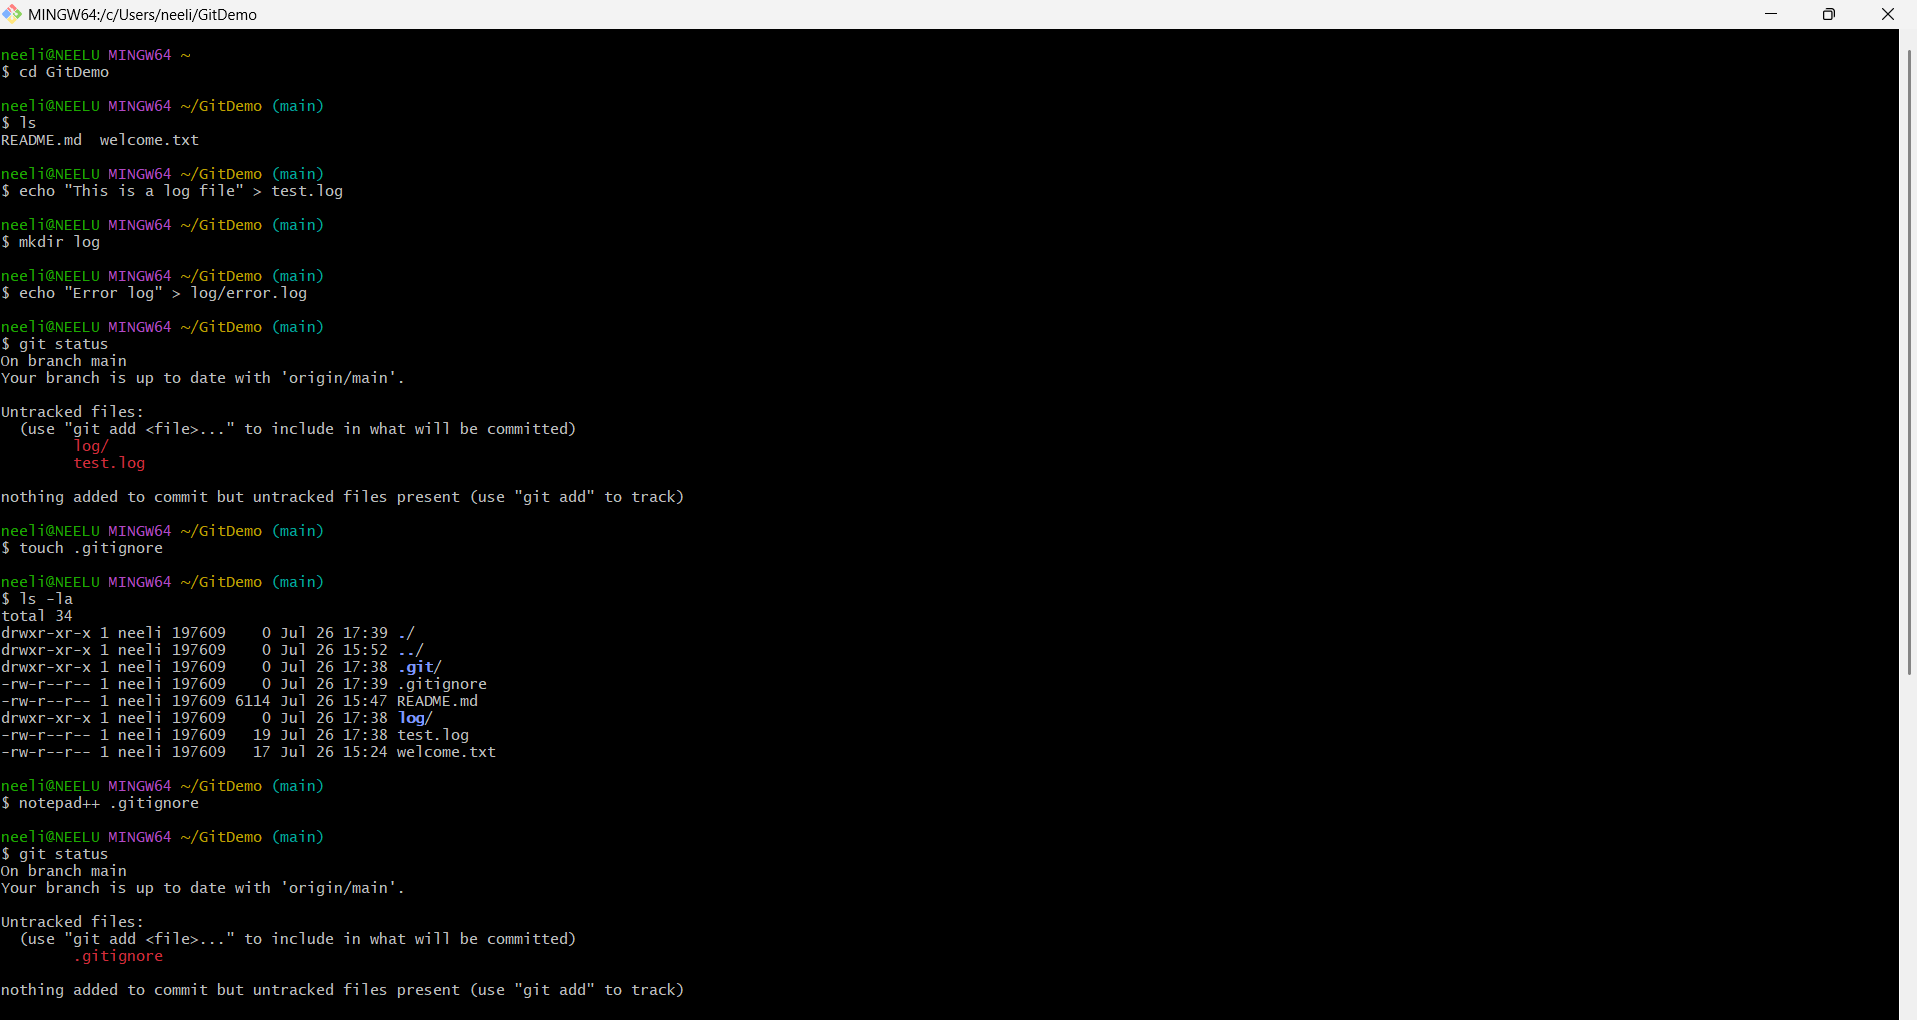 MINGW64:/c/Users/neeli/GitDemo
neeli@NEELU MINGW64 ~
$ cd GitDemo
neeli@NEELU MINGW64 ~/GitDemo (main)
$ ls
README.md  welcome.txt
neeli@NEELU MINGW64 ~/GitDemo (main)
$ echo "This is a log file" > test.log
neeli@NEELU MINGW64 ~/GitDemo (main)
$ mkdir log
neeli@NEELU MINGW64 ~/GitDemo (main)
$ echo "Error log" > log/error.log
neeli@NEELU MINGW64 ~/GitDemo (main)
$ git status
On branch main
Your branch is up to date with 'origin/main'.
Untracked files:
  (use "git add <file>..." to include in what will be committed)
        log/
        test.log
nothing added to commit but untracked files present (use "git add" to track)
neeli@NEELU MINGW64 ~/GitDemo (main)
$ touch .gitignore
neeli@NEELU MINGW64 ~/GitDemo (main)
$ ls -la
total 34
drwxr-xr-x 1 neeli 197609    0 Jul 26 17:39 ./
drwxr-xr-x 1 neeli 197609    0 Jul 26 15:52 ../
drwxr-xr-x 1 neeli 197609    0 Jul 26 17:38 .git/
-rw-r--r-- 1 neeli 197609    0 Jul 26 17:39 .gitignore
-rw-r--r-- 1 neeli 197609 6114 Jul 26 15:47 README.md
drwxr-xr-x 1 neeli 197609    0 Jul 26 17:38 log/
-rw-r--r-- 1 neeli 197609   19 Jul 26 17:38 test.log
-rw-r--r-- 1 neeli 197609   17 Jul 26 15:24 welcome.txt
neeli@NEELU MINGW64 ~/GitDemo (main)
$ notepad++ .gitignore
neeli@NEELU MINGW64 ~/GitDemo (main)
$ git status
On branch main
Your branch is up to date with 'origin/main'.
Untracked files:
  (use "git add <file>..." to include in what will be committed)
        .gitignore
nothing added to commit but untracked files present (use "git add" to track)